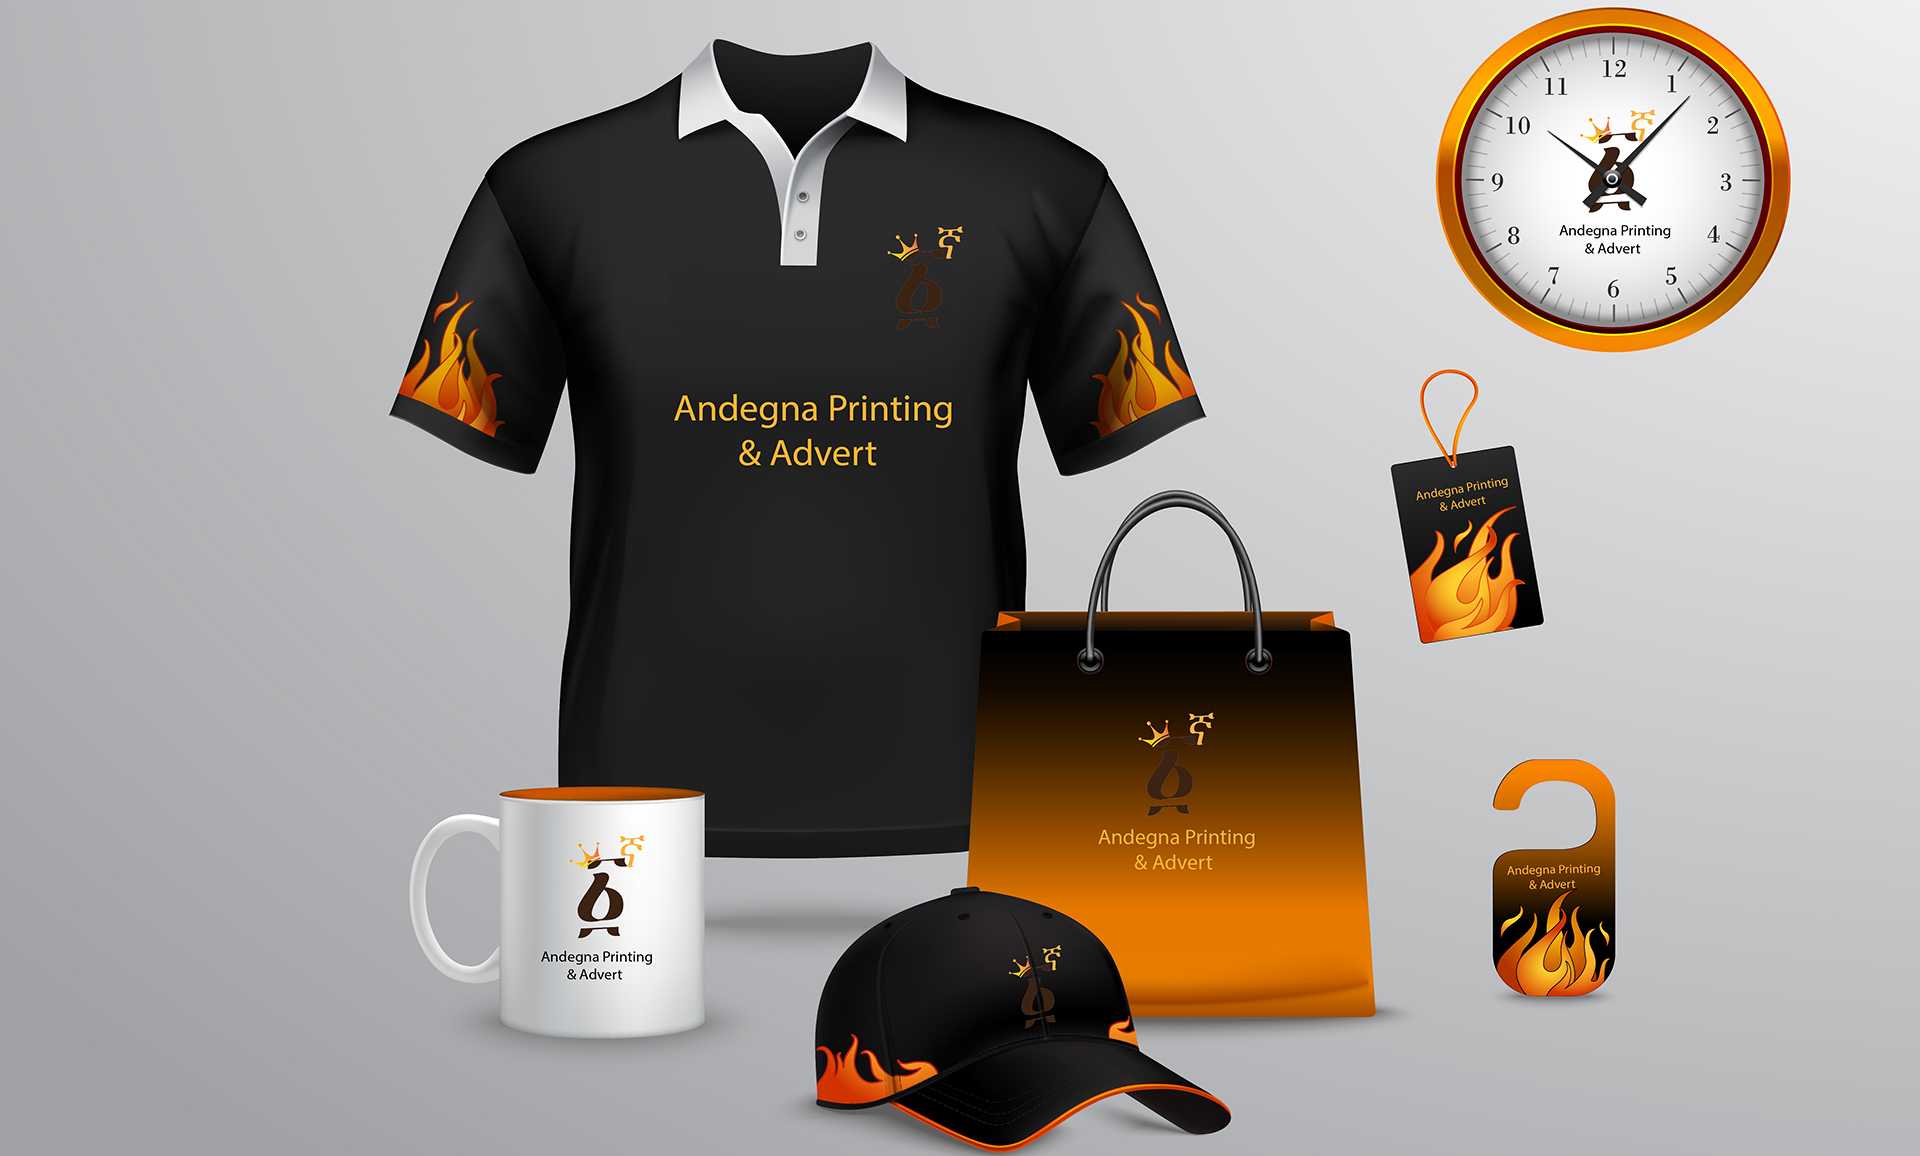 Andegna Printing
& Advert
12
1
2
3
4
5
6
7
8
9
10
11
ኛ
Andegna Printing
& Advert
Andegna Printing
& Advert
ኛ
Andegna Printing
& Advert
ኛ
Andegna Printing
& Advert
Andegna Printing
& Advert
ኛ
ኛ